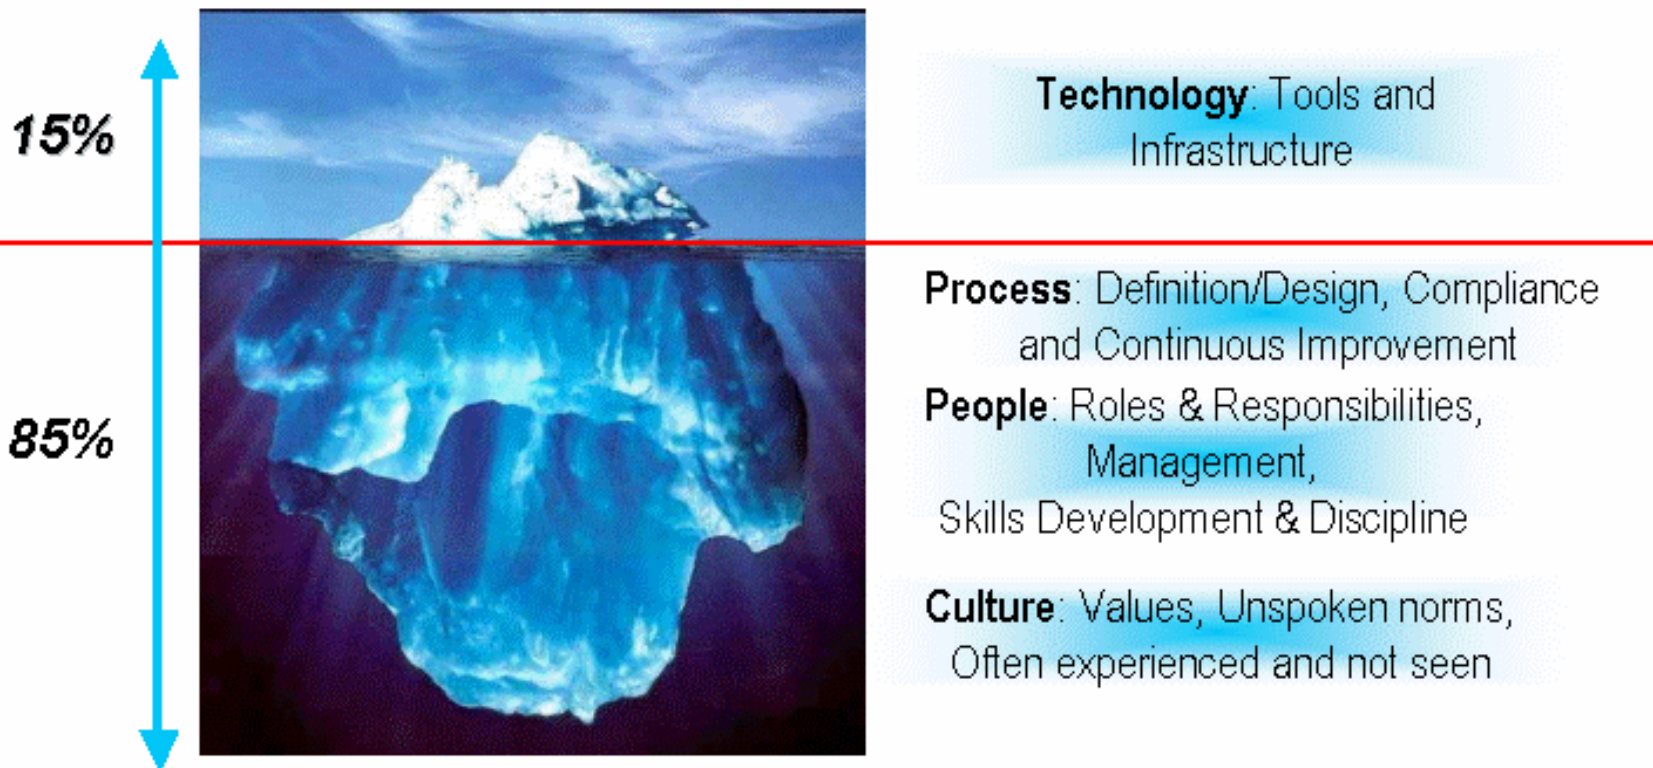 15%
Technology: Tools and
Infrastructure
85%
Process: Definition/Design, Compliance
and Continuous Improvement
People: Roles & Responsibilities,
Management,
Skills Development & Discipline
Culture: Values, Unspoken norms,
Often experienced and not seen